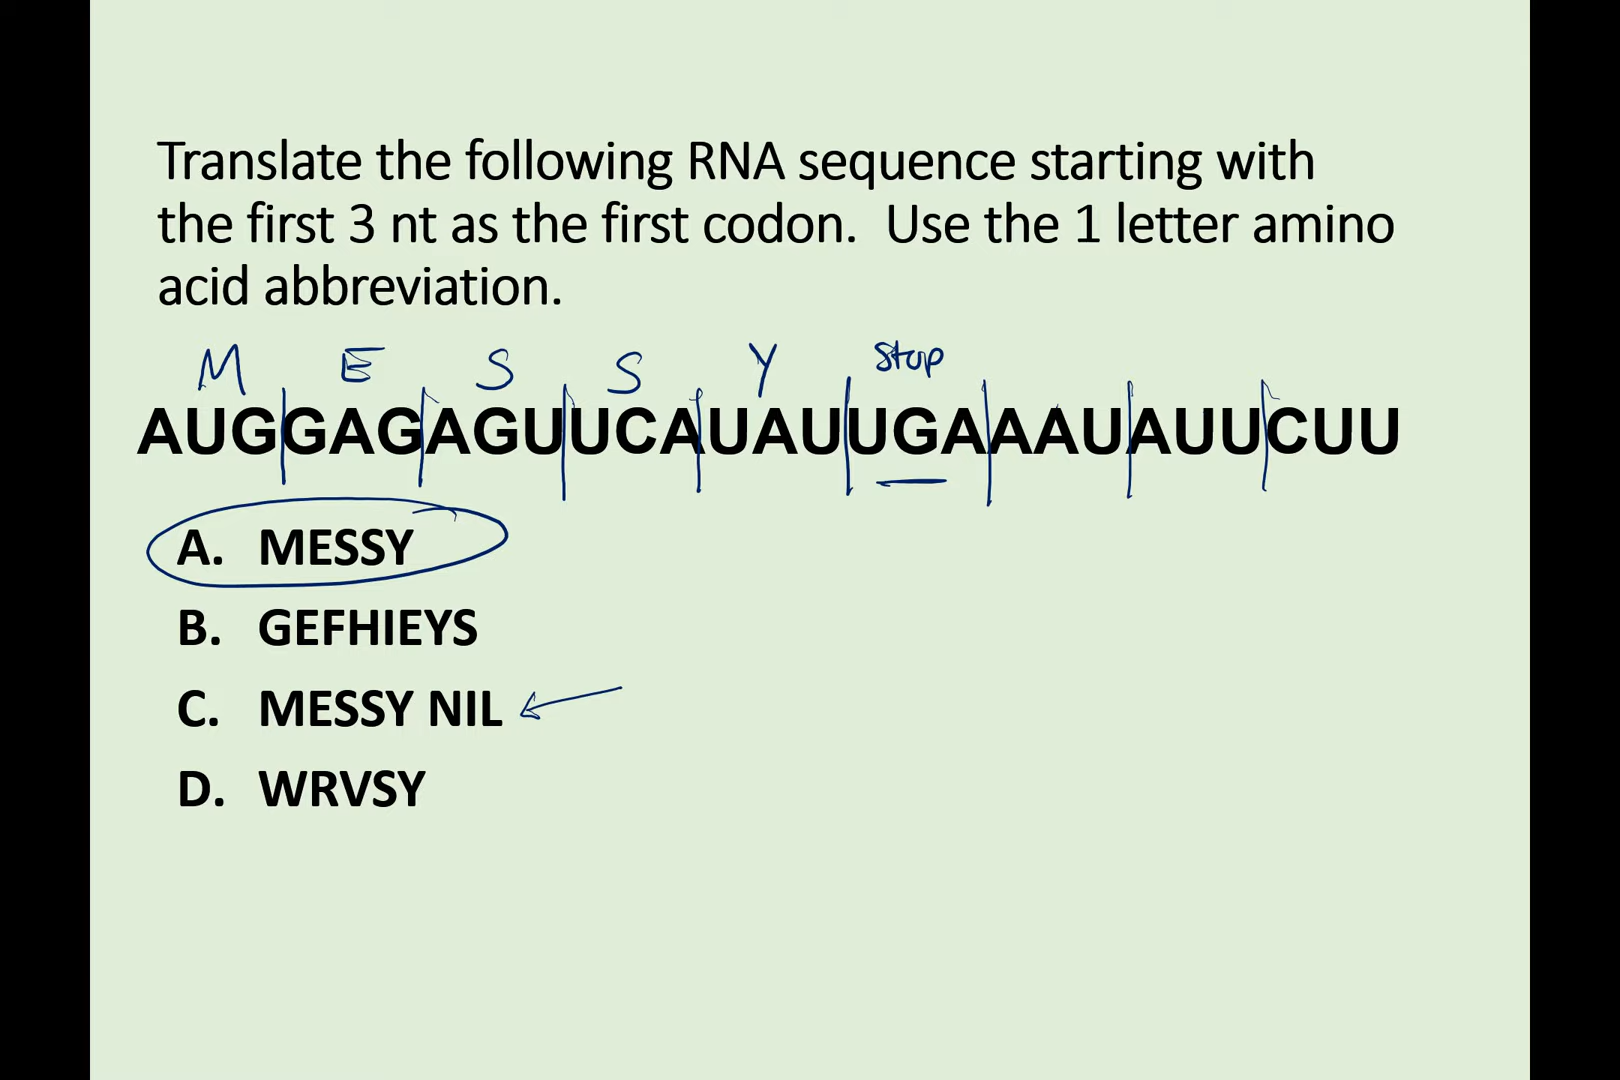 Translate the following RNA sequence starting with
the first 3 nt as the first codon. Use the 1 letter amino
acid abbreviation.
M E S S Y Stop
AUGGAGAGUUCAUAUUGAAAUAUUCUU
A. MESSY
B. GEFHIEYS
C. MESSY NIL
D. WRVSY